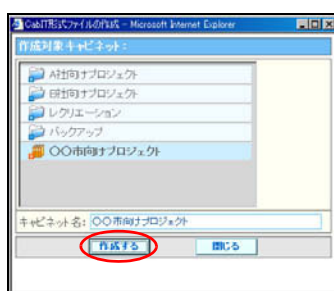 CabIT形式ファイルの作成 - Microsoft Internet Explorer
作成対象キャビネット：
A社向けプロジェクト
B社向けプロジェクト
レクリエーション
バックアップ
〇〇市向けプロジェクト
キャビネット名： 〇〇市向けプロジェクト
作成する 閉じる